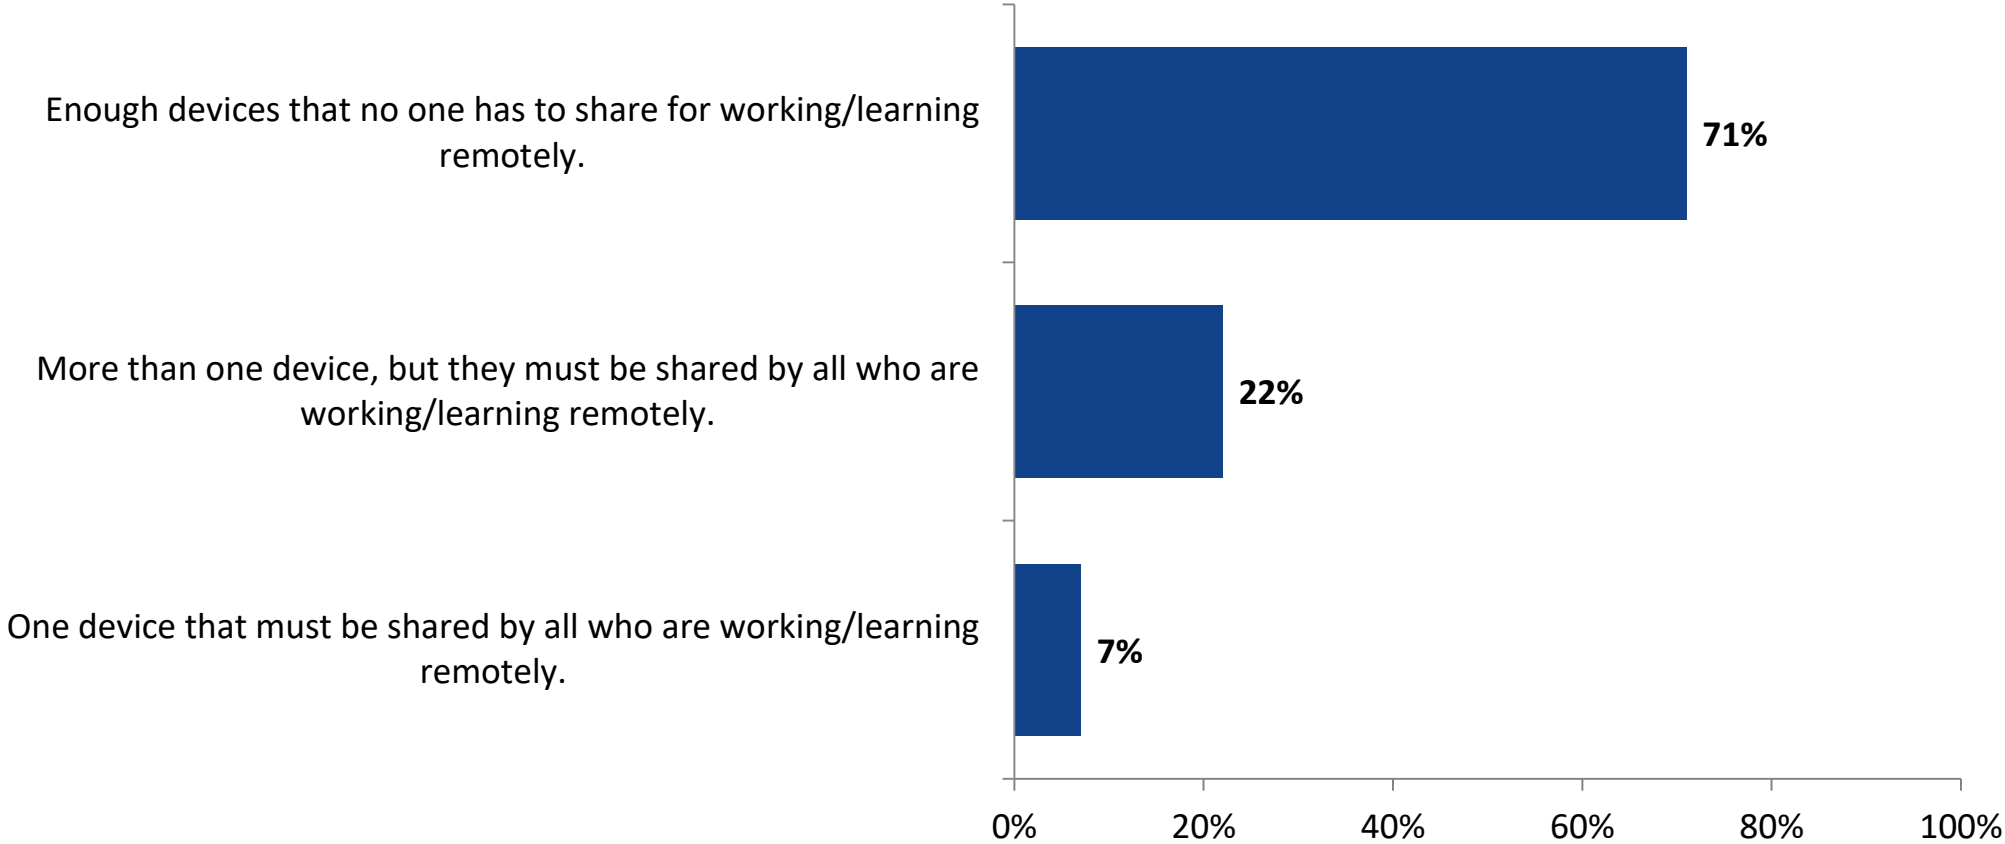 Enough devices that no one has to share for working/learning
remotely.
71%
More than one device, but they must be shared by all who are
working/learning remotely.
22%
One device that must be shared by all who are working/learning
remotely.
7%
0%
20%
40%
60%
80%
100%